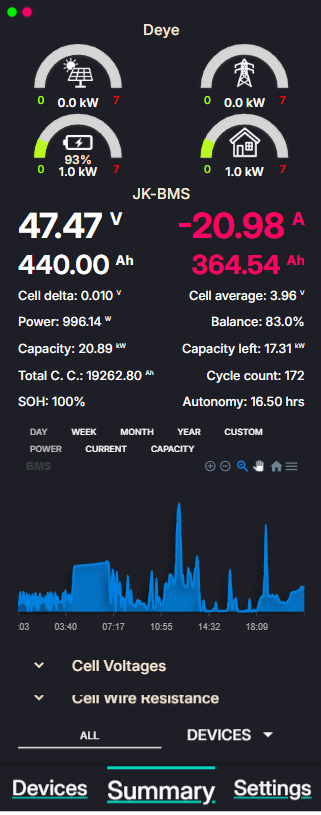 Deye
0 0.0 kW 7 0 0.0 kW 7
93%
0 1.0 kW 7 0 1.0 kW 7
JK-BMS
47.47 V -20.98 A
440.00 Ah 364.54 Ah
Cell delta: 0.010 V Cell average: 3.96 V
Power: 996.14 W Balance: 83.0%
Capacity: 20.89 kW Capacity left: 17.31 kW
Total C. C.: 19262.80 Ah Cycle count: 172
SOH: 100% Autonomy: 16.50 hrs
DAY WEEK MONTH YEAR CUSTOM
POWER CURRENT CAPACITY
BMS
:03 03:40 07:17 10:55 14:32 18:09
Cell Voltages
Cell Wire Resistance
ALL DEVICES
Devices Summary Settings